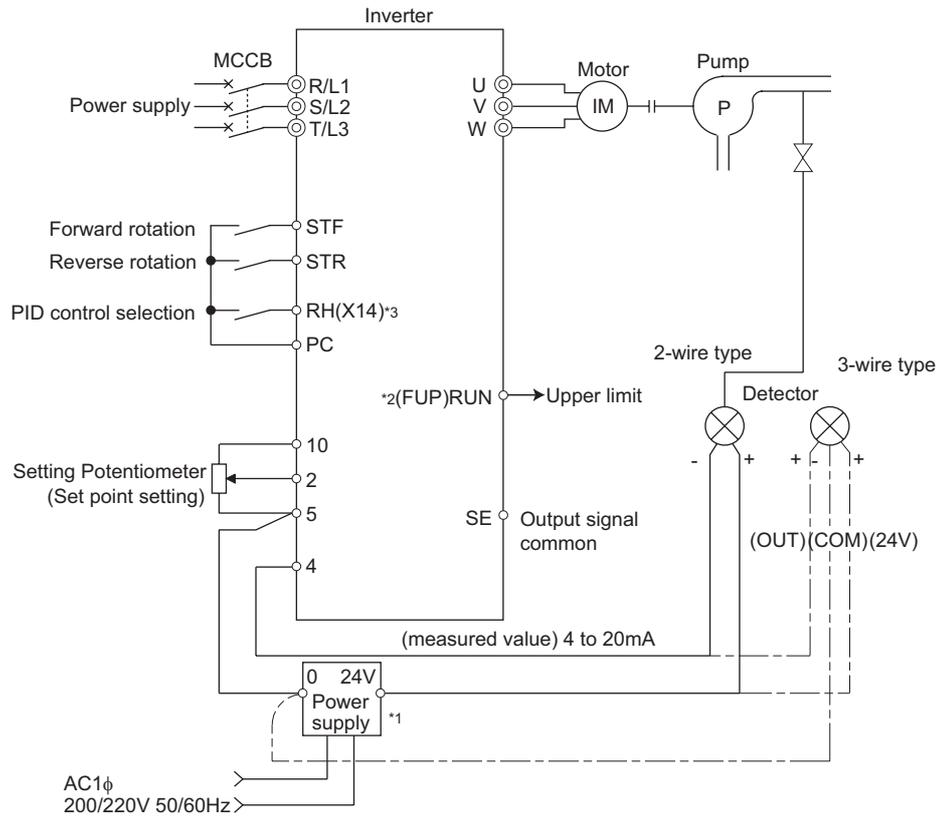 Inverter
MCCB
R/L1
Power supply
S/L2
T/L3
U
V
W
Motor
IM
Pump
P
Forward rotation
STF
Reverse rotation
STR
PID control selection
RH(X14)*3
PC
2-wire type
3-wire type
*2(FUP)RUN
Upper limit
Detector
- +
+ - +
10
Setting Potentiometer
(Set point setting)
2
5
SE
Output signal
common
(OUT)(COM)(24V)
4
(measured value) 4 to 20mA
0 24V
Power
supply
*1
AC1ϕ
200/220V 50/60Hz